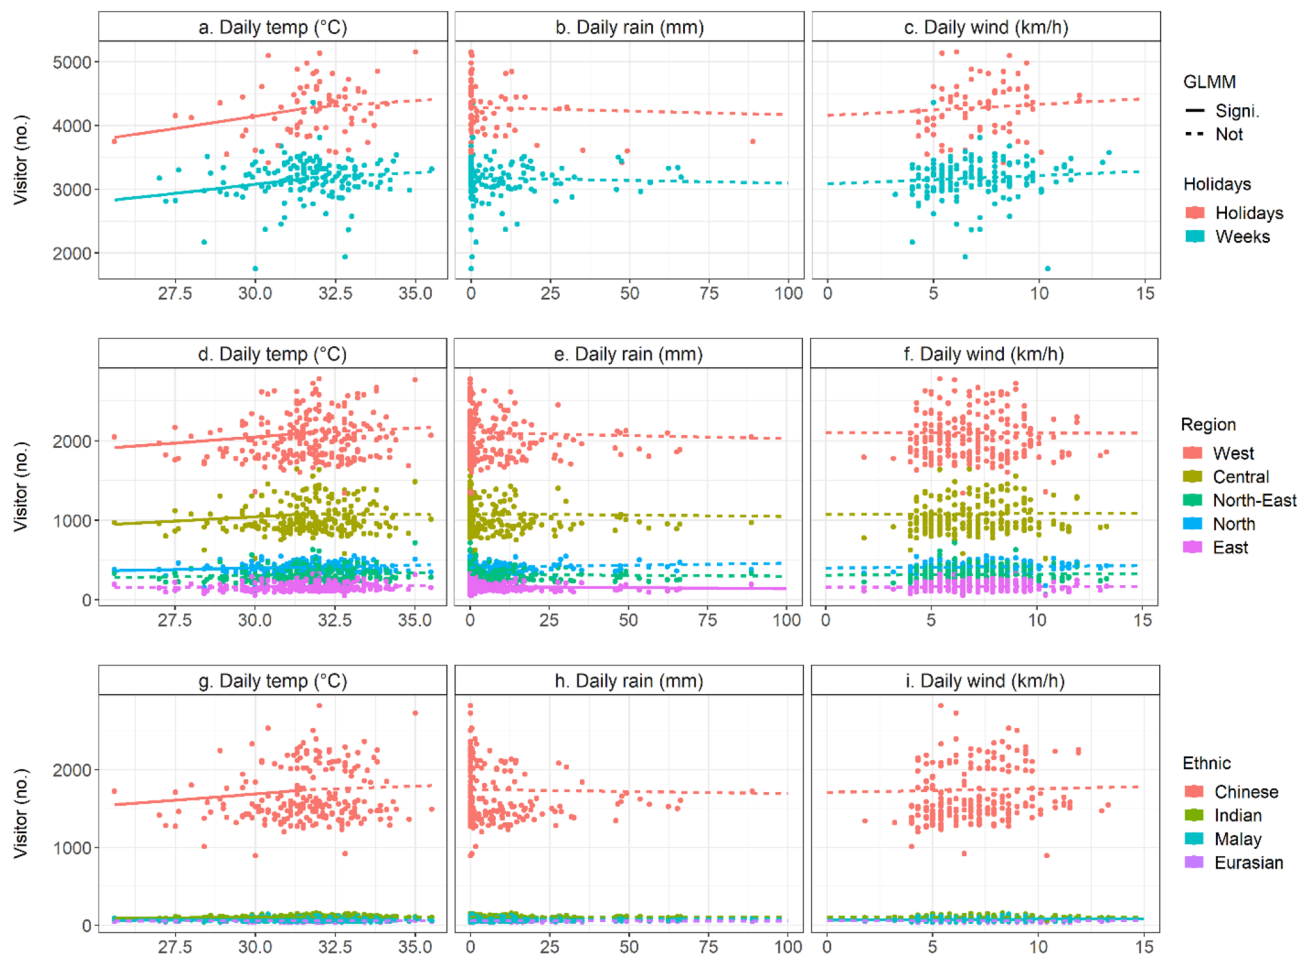 a. Daily temp (°C)
b. Daily rain (mm)
c. Daily wind (km/h)
Visitor (no.)
5000
4000
3000
2000
27.5
30.0
32.5
35.0
0
25
50
75
100
0
5
10
15
GLMM
Signi.
Not
Holidays
Holidays
Weeks
d. Daily temp (°C)
e. Daily rain (mm)
f. Daily wind (km/h)
Visitor (no.)
2000
1000
0
27.5
30.0
32.5
35.0
0
25
50
75
100
0
5
10
15
Region
West
Central
North-East
North
East
g. Daily temp (°C)
h. Daily rain (mm)
i. Daily wind (km/h)
Visitor (no.)
2000
1000
0
27.5
30.0
32.5
35.0
0
25
50
75
100
0
5
10
15
Ethnic
Chinese
Indian
Malay
Eurasian